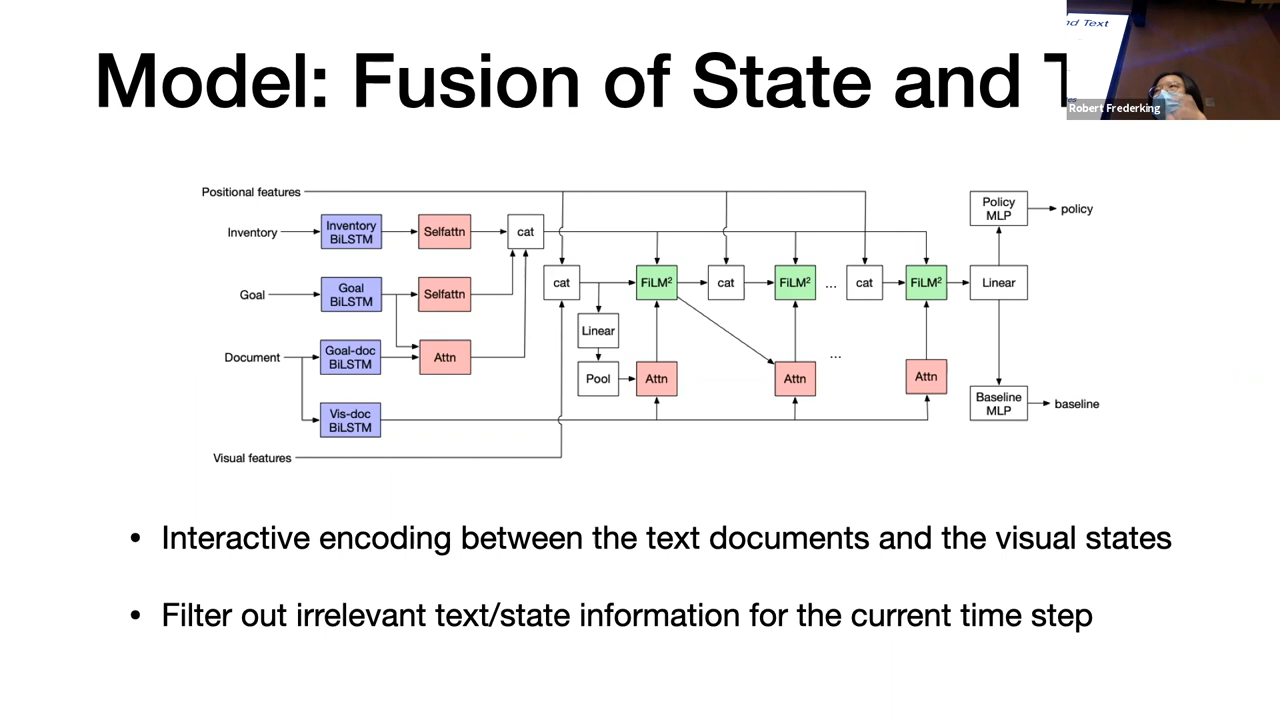 Model: Fusion of State and T
nd Text
Robert Frederking
Positional features
Inventory
Inventory
BiLSTM
Selfattn
cat
Goal
Goal
BiLSTM
Selfattn
Document
Goal-doc
BiLSTM
Attn
Vis-doc
BiLSTM
Visual features
cat
Linear
Pool
Attn
FiLM²
cat
FiLM²
Attn
...
...
cat
FiLM²
Attn
Linear
Policy
MLP
policy
Baseline
MLP
baseline
• Interactive encoding between the text documents and the visual states
• Filter out irrelevant text/state information for the current time step